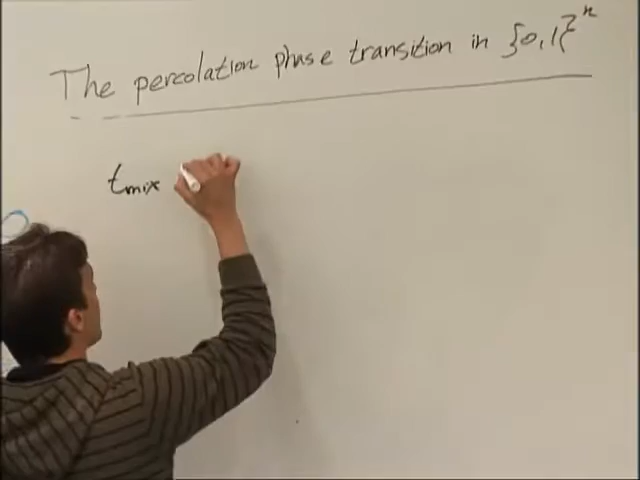 The percolation phase transition in {0,1}^n
t_mix